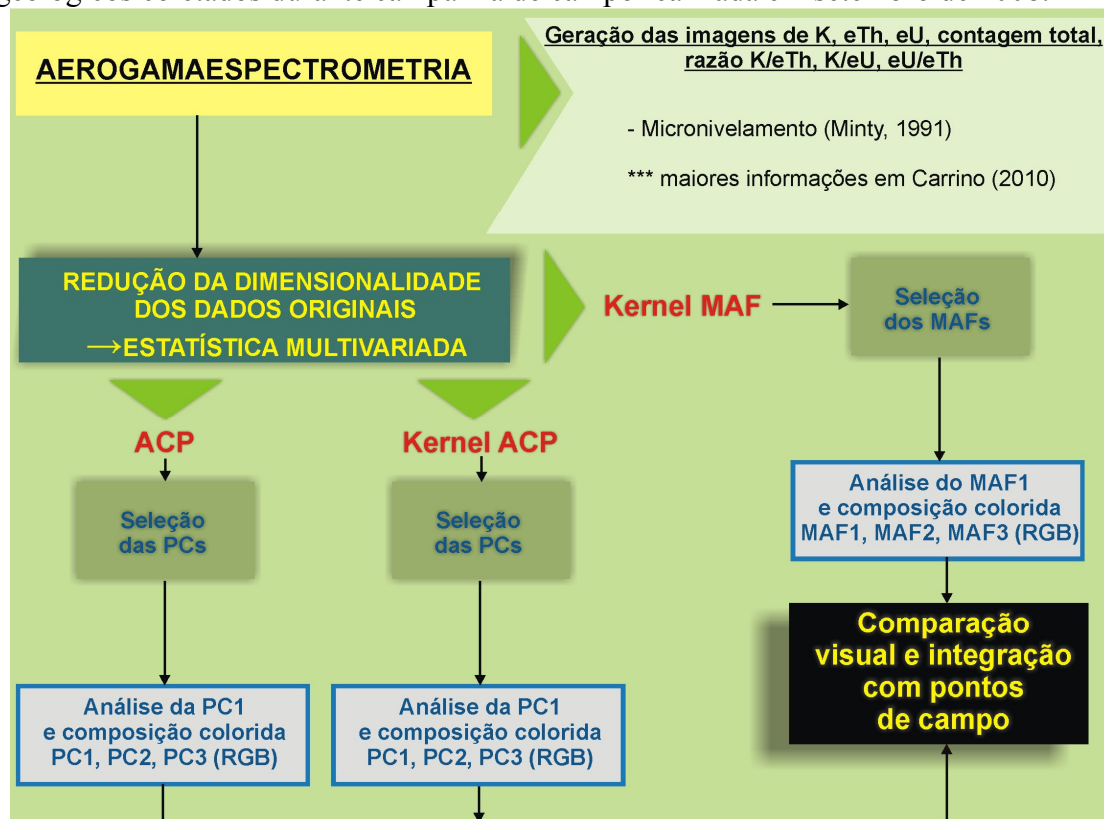 AEROGAMAESPECTROMETRIA
Geração das imagens de K, eTh, eU, contagem total,
razão K/eTh, K/eU, eU/eTh
- Micronivelamento (Minty, 1991)
*** maiores informações em Carrino (2010)
REDUÇÃO DA DIMENSIONALIDADE
DOS DADOS ORIGINAIS
→ESTATÍSTICA MULTIVARIADA
Kernel MAF
Seleção
dos MAFs
ACP
Kernel ACP
Seleção
das PCs
Seleção
das PCs
Análise do MAF1
e composição colorida
MAF1, MAF2, MAF3 (RGB)
Comparação
visual e integração
com pontos
de campo
Análise da PC1
e composição colorida
PC1, PC2, PC3 (RGB)
Análise da PC1
e composição colorida
PC1, PC2, PC3 (RGB)